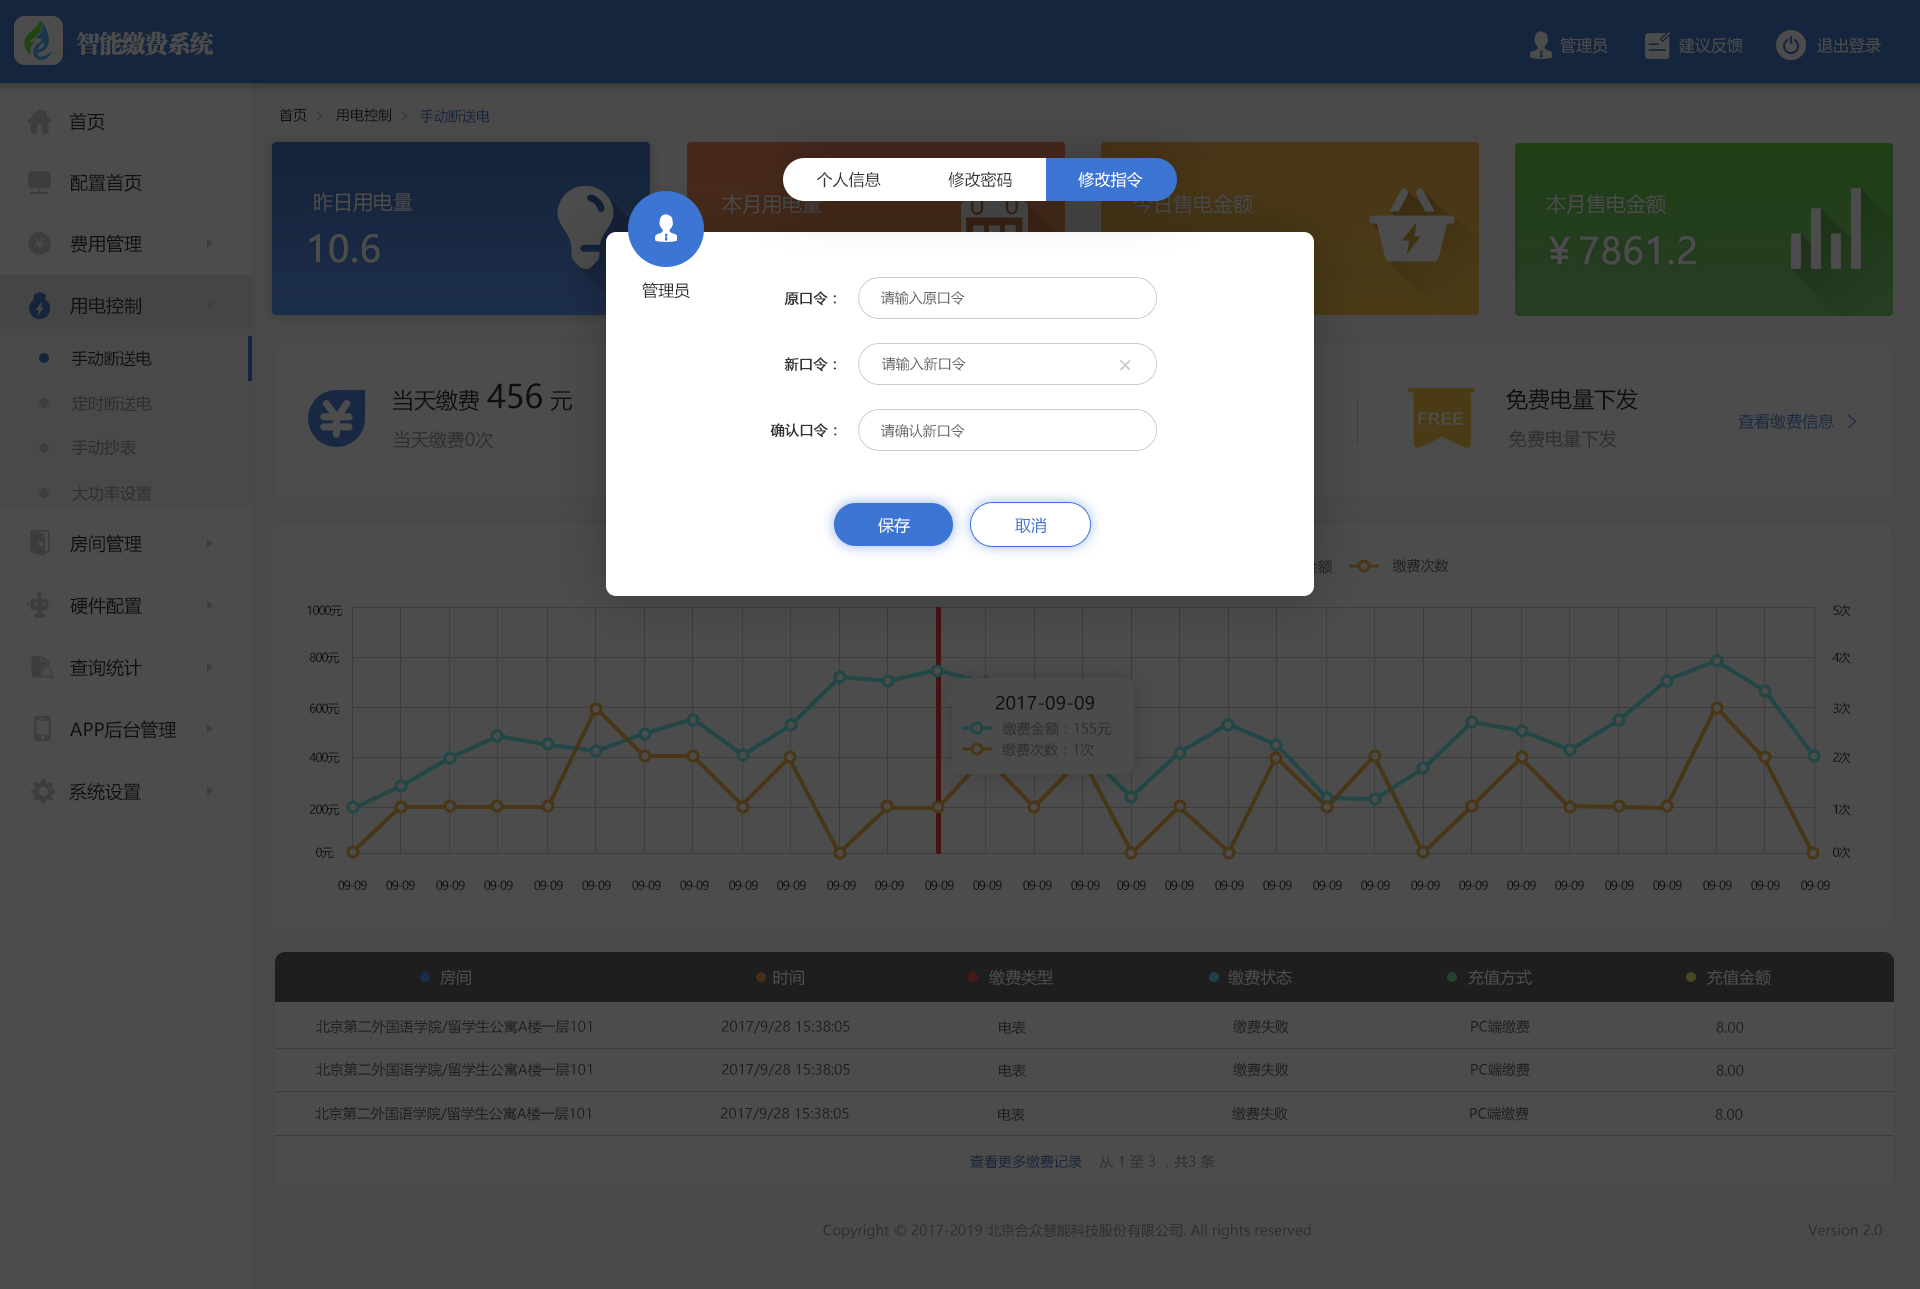 智能缴费系统
管理员
建议反馈
退出登录
首页
配置首页
费用管理
用电控制
手动断送电
定时断送电
手动抄表
大功率设置
房间管理
硬件配置
查询统计
APP后台管理
系统设置
首页 > 用电控制 > 手动断送电
昨日用电量
10.6
本月用电量
今日售电金额
本月售电金额
¥7861.2
个人信息
修改密码
修改指令
管理员
原口令：
请输入原口令
新口令：
请输入新口令
确认口令：
请确认新口令
保存
取消
当天缴费 456 元
当天缴费0次
FREE
免费电量下发
免费电量下发
查看缴费信息
额
缴费次数
1000元
800元
600元
400元
200元
0元
5次
4次
3次
2次
1次
0次
2017-09-09
缴费金额：155元
缴费次数：1次
09-09 09-09 09-09 09-09 09-09 09-09 09-09 09-09 09-09 09-09 09-09 09-09 09-09 09-09 09-09 09-09 09-09 09-09 09-09 09-09 09-09 09-09 09-09 09-09 09-09 09-09 09-09 09-09 09-09 09-09
房间 时间 缴费类型 缴费状态 充值方式 充值金额
北京第二外国语学院/留学生公寓A楼一层101 2017/9/28 15:38:05 电表 缴费失败 PC端缴费 8.00
北京第二外国语学院/留学生公寓A楼一层101 2017/9/28 15:38:05 电表 缴费失败 PC端缴费 8.00
北京第二外国语学院/留学生公寓A楼一层101 2017/9/28 15:38:05 电表 缴费失败 PC端缴费 8.00
查看更多缴费记录 从 1 至 3 ，共3 条
Copyright © 2017-2019 北京合众慧能科技股份有限公司. All rights reserved
Version 2.0